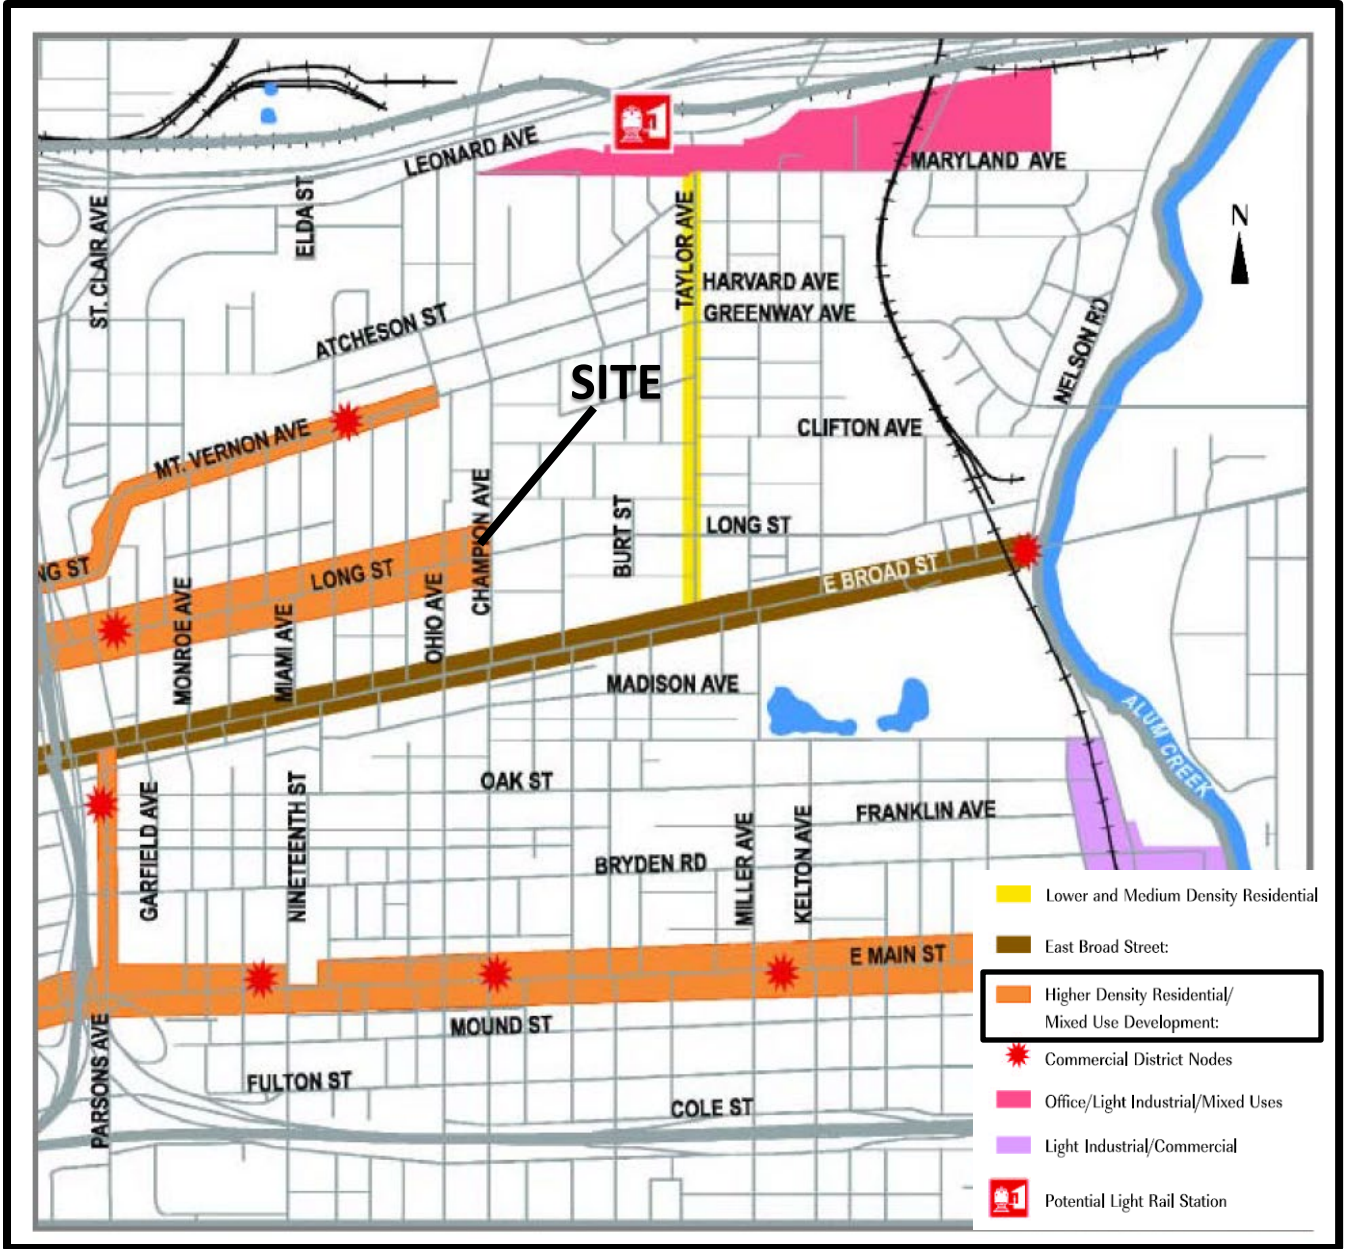 LEONARD AVE
MARYLAND AVE
ST. CLAIR AVE
ELDA ST
TAYLOR AVE
N
HARVARD AVE
GREENWAY AVE
ATCHESON ST
NELSON RD
SITE
MT. VERNON AVE
CLIFTON AVE
CHAMPION AVE
BURT ST
LONG ST
NG ST
LONG ST
E BROAD ST
MONROE AVE
MIAMI AVE
OHIO AVE
MADISON AVE
ALUM CREEK
OAK ST
GARFIELD AVE
NINETEENTH ST
FRANKLIN AVE
MILLER AVE
KELTON AVE
BRYDEN RD
E MAIN ST
MOUND ST
PARSONS AVE
FULTON ST
COLE ST
Lower and Medium Density Residential
East Broad Street:
Higher Density Residential/
Mixed Use Development:
Commercial District Nodes
Office/Light Industrial/Mixed Uses
Light Industrial/Commercial
Potential Light Rail Station